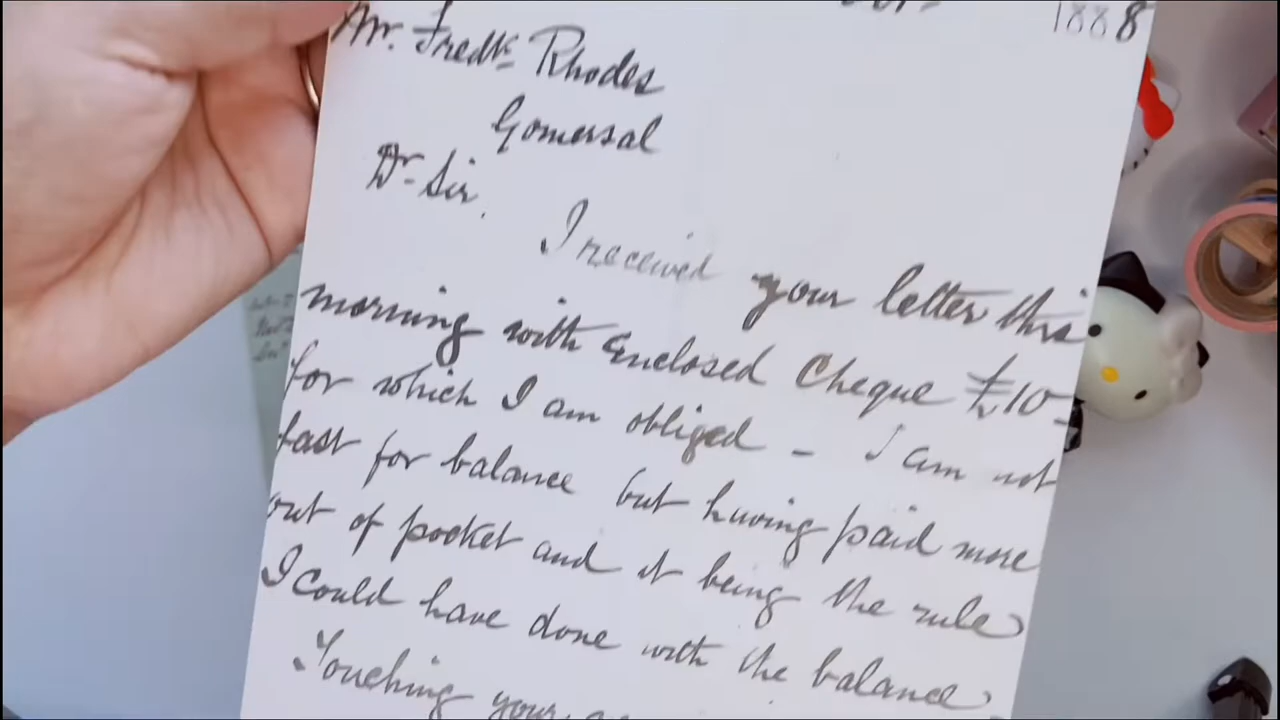 1888
Mr. Fredk Rhodes
Gomersal
Dr Sir.
I received your letter this
morning with Enclosed Cheque £10-
for which I am obliged - I am not
fast for balance but having paid more
out of pocket and it being the rule
I could have done with the balance
Touching your